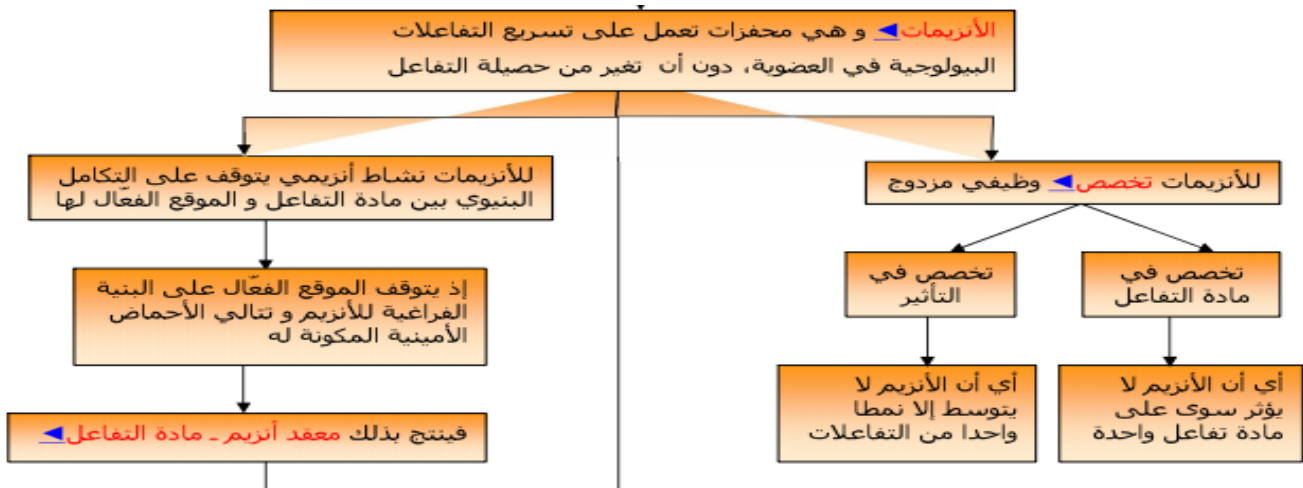 الأنزيمات◄ و هي محفزات تعمل على تسريع التفاعلات
البيولوجية في العضوية، دون أن تغير من حصيلة التفاعل
للأنزيمات تخصص◄ وظيفي مزدوج
تخصص في
مادة التفاعل
أي أن الأنزيم لا
يؤثر سوى على
مادة تفاعل واحدة
تخصص في
التأثير
أي أن الأنزيم لا
يتوسط إلا نمطا
واحدا من التفاعلات
للأنزيمات نشاط أنزيمي يتوقف على التكامل
البنيوي بين مادة التفاعل و الموقع الفعّال لها
إذ يتوقف الموقع الفعّال على البنية
الفراغية للأنزيم و تتالي الأحماض
الأمينية المكونة له
فينتج بذلك معقد أنزيم ـ مادة التفاعل◄